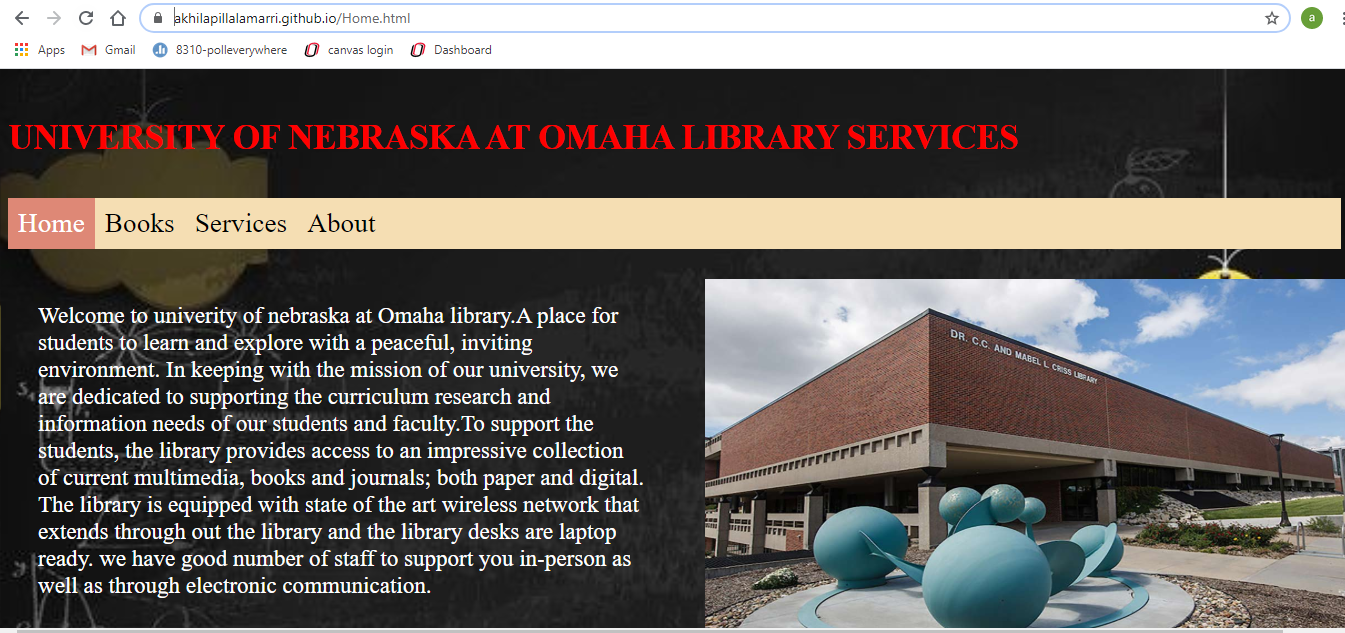 akhilapillalamarri.github.io/Home.html
a
Apps Gmail 8310-polleverywhere canvas login Dashboard
UNIVERSITY OF NEBRASKA AT OMAHA LIBRARY SERVICES
Home Books Services About
Welcome to univerity of nebraska at Omaha library.A place for
students to learn and explore with a peaceful, inviting
environment. In keeping with the mission of our university, we
are dedicated to supporting the curriculum research and
information needs of our students and faculty.To support the
students, the library provides access to an impressive collection
of current multimedia, books and journals; both paper and digital.
The library is equipped with state of the art wireless network that
extends through out the library and the library desks are laptop
ready. we have good number of staff to support you in-person as
well as through electronic communication.
DR. C.C. AND MABEL L. CRISS LIBRARY